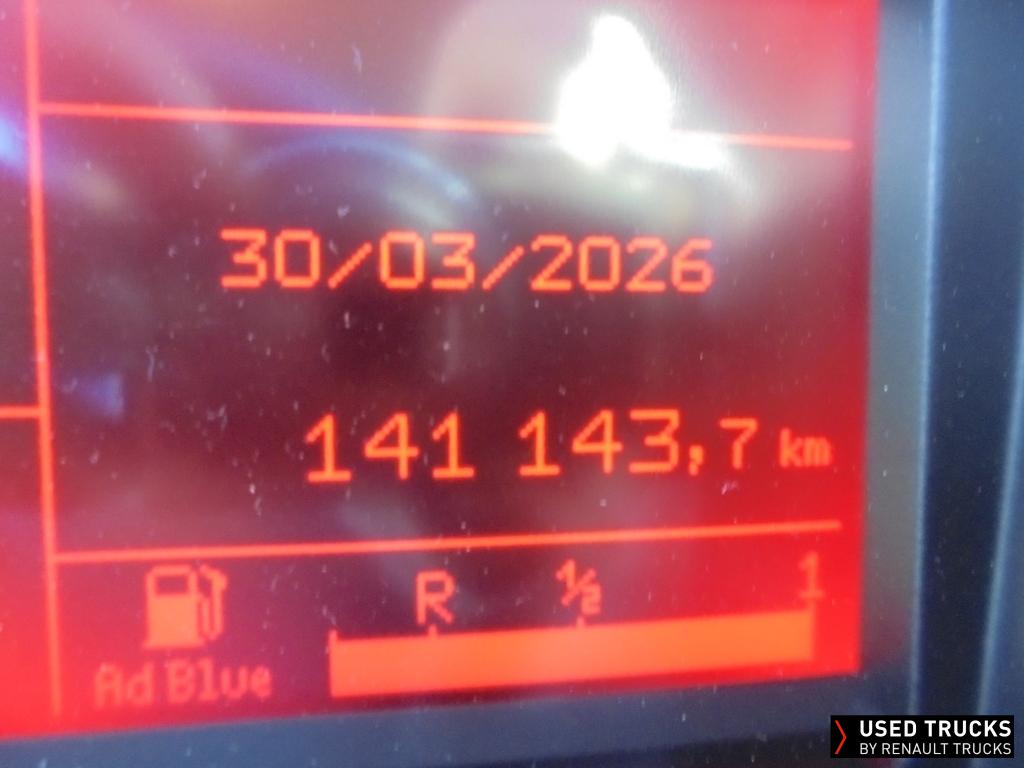 30/03/2026
141 143,7 km
R ½ 1
Ad Blue
USED TRUCKS
BY RENAULT TRUCKS